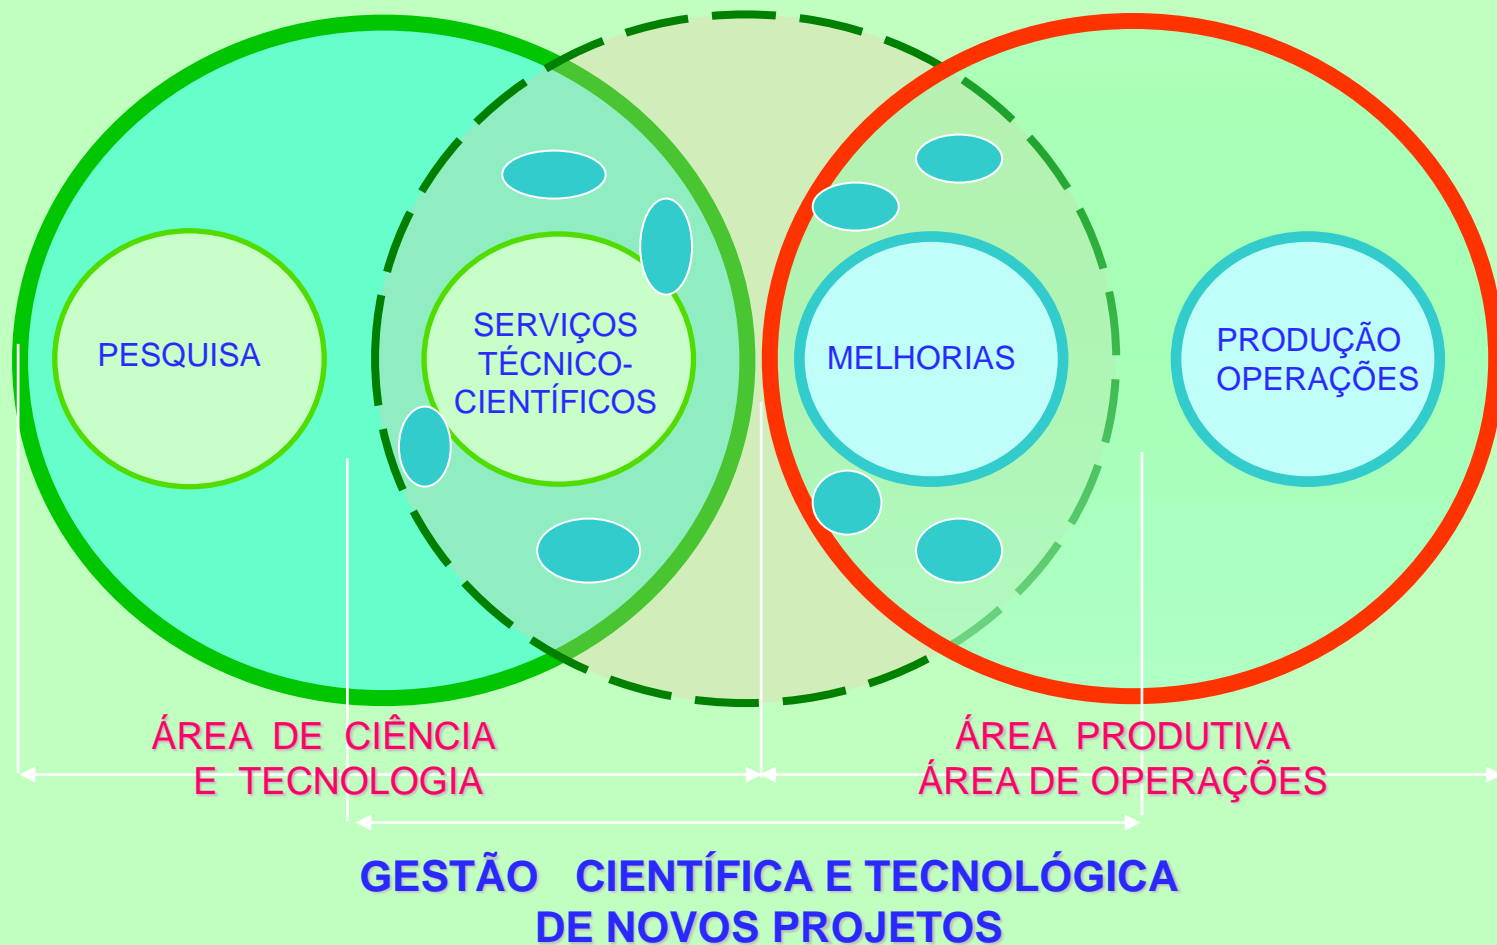 PESQUISA
SERVIÇOS
TÉCNICO-
CIENTÍFICOS
MELHORIAS
PRODUÇÃO
OPERAÇÕES
ÁREA DE CIÊNCIA
E TECNOLOGIA
ÁREA PRODUTIVA
ÁREA DE OPERAÇÕES
GESTÃO CIENTÍFICA E TECNOLÓGICA
DE NOVOS PROJETOS